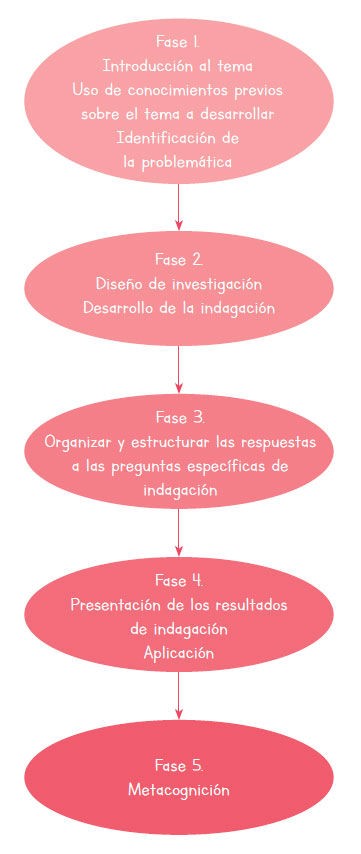 Fase 1.
Introducción al tema
Uso de conocimientos previos
sobre el tema a desarrollar
Identificación de
la problemática
Fase 2.
Diseño de investigación
Desarrollo de la indagación
Fase 3.
Organizar y estructurar las respuestas
a las preguntas específicas de
indagación
Fase 4.
Presentación de los resultados
de indagación
Aplicación
Fase 5.
Metacognición